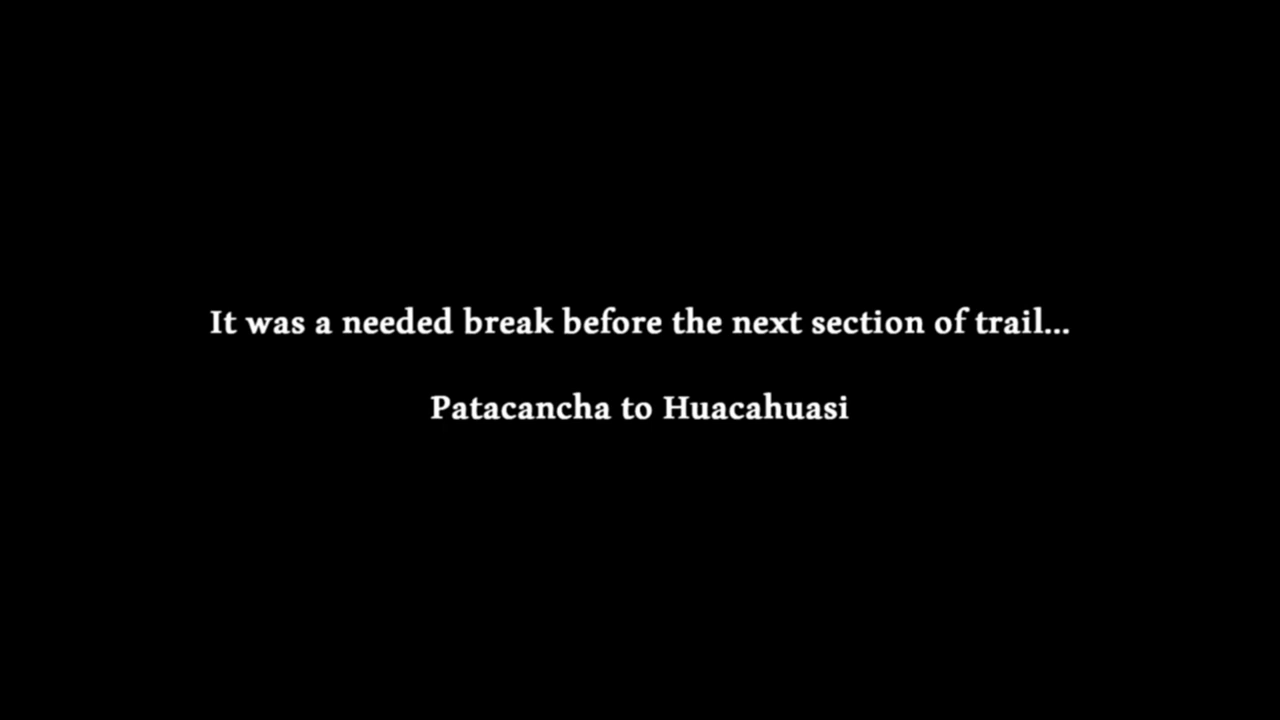 It was a needed break before the next section of trail...
Patacancha to Huacahuasi